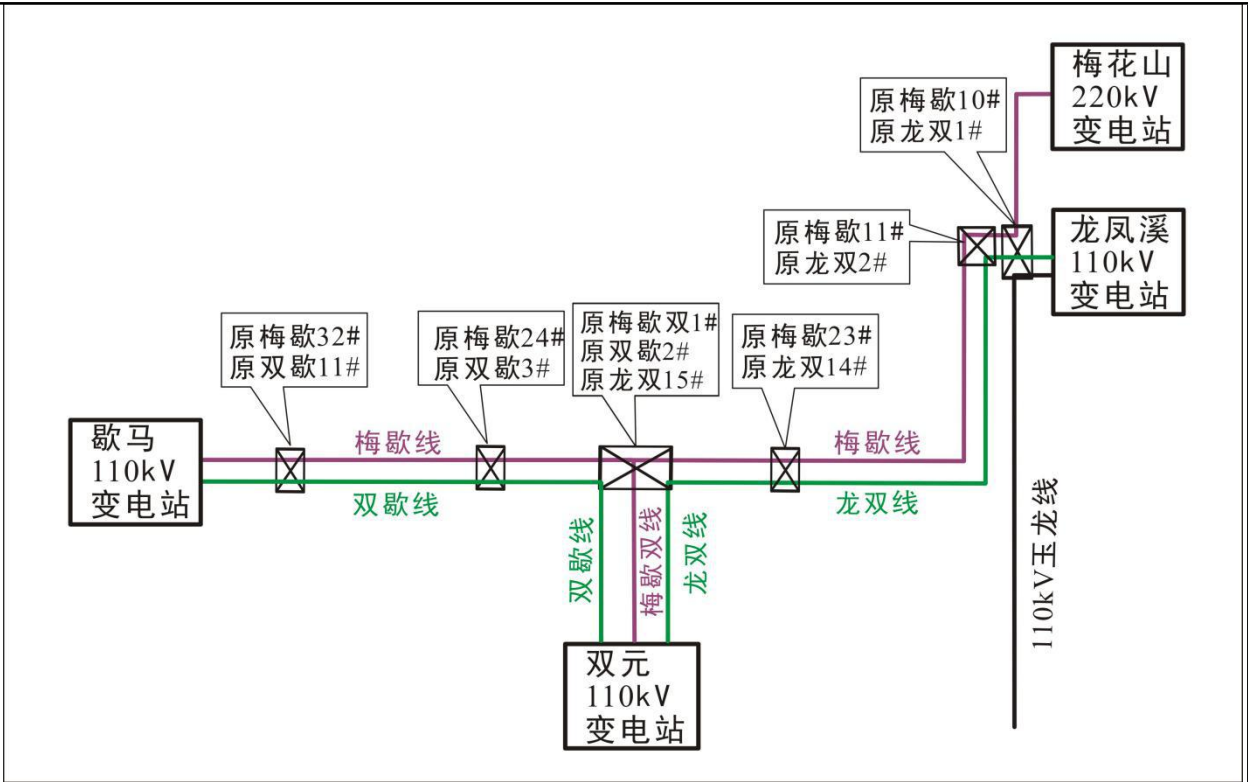 梅花山
220kV
变电站
原梅歇10#
原龙双1#
龙凤溪
110kV
变电站
原梅歇11#
原龙双2#
原梅歇32#
原双歇11#
原梅歇24#
原双歇3#
原梅歇双1#
原双歇2#
原龙双15#
原梅歇23#
原龙双14#
歇马
110kV
变电站
梅歇线
双歇线
梅歇线
龙双线
双歇线
梅歇双线
龙双线
110kV玉龙线
双元
110kV
变电站